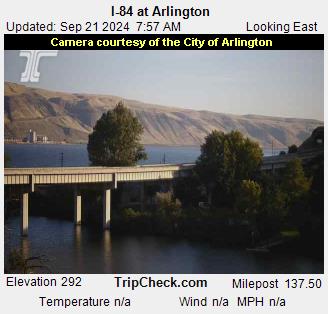 I-84 at Arlington
Updated: Sep 21 2024 7:57 AM Looking East
Camera courtesy of the City of Arlington
Elevation 292 TripCheck.com Milepost 137.50
Temperature n/a Wind n/a MPH n/a